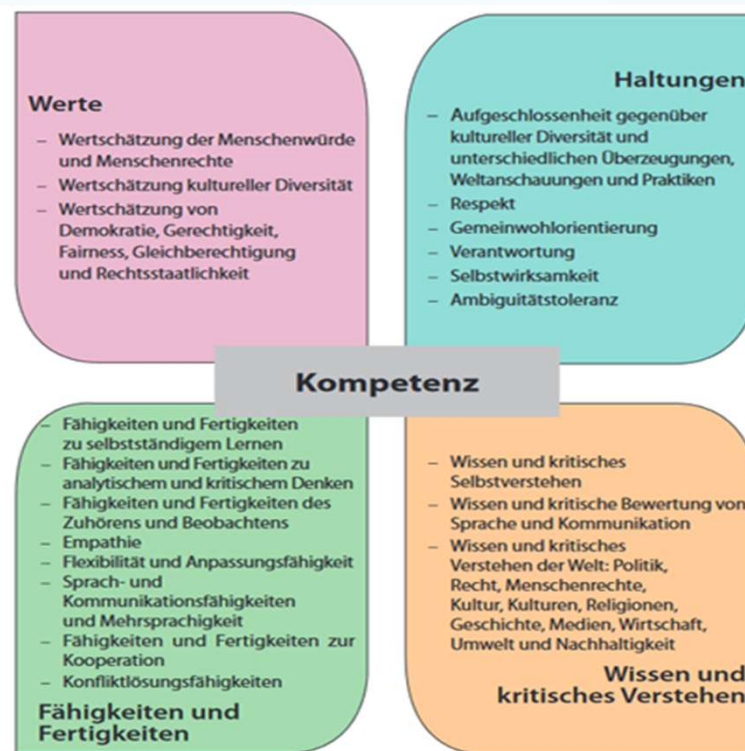 Werte
– Wertschätzung der Menschenwürde
und Menschenrechte
– Wertschätzung kultureller Diversität
– Wertschätzung von
Demokratie, Gerechtigkeit,
Fairness, Gleichberechtigung
und Rechtsstaatlichkeit
Haltungen
– Aufgeschlossenheit gegenüber
kultureller Diversität und
unterschiedlichen Überzeugungen,
Weltanschauungen und Praktiken
– Respekt
– Gemeinwohlorientierung
– Verantwortung
– Selbstwirksamkeit
– Ambiguitätstoleranz
Kompetenz
– Fähigkeiten und Fertigkeiten
zu selbstständigem Lernen
– Fähigkeiten und Fertigkeiten zu
analytischem und kritischem Denken
– Fähigkeiten und Fertigkeiten des
Zuhörens und Beobachtens
– Empathie
– Flexibilität und Anpassungsfähigkeit
– Sprach- und
Kommunikationsfähigkeiten
und Mehrsprachigkeit
– Fähigkeiten und Fertigkeiten zur
Kooperation
– Konfliktlösungsfähigkeiten
Fähigkeiten und
Fertigkeiten
– Wissen und kritisches
Selbstverstehen
– Wissen und kritische Bewertung von
Sprache und Kommunikation
– Wissen und kritisches
Verstehen der Welt: Politik,
Recht, Menschenrechte,
Kultur, Kulturen, Religionen,
Geschichte, Medien, Wirtschaft,
Umwelt und Nachhaltigkeit
Wissen und
kritisches Verstehen